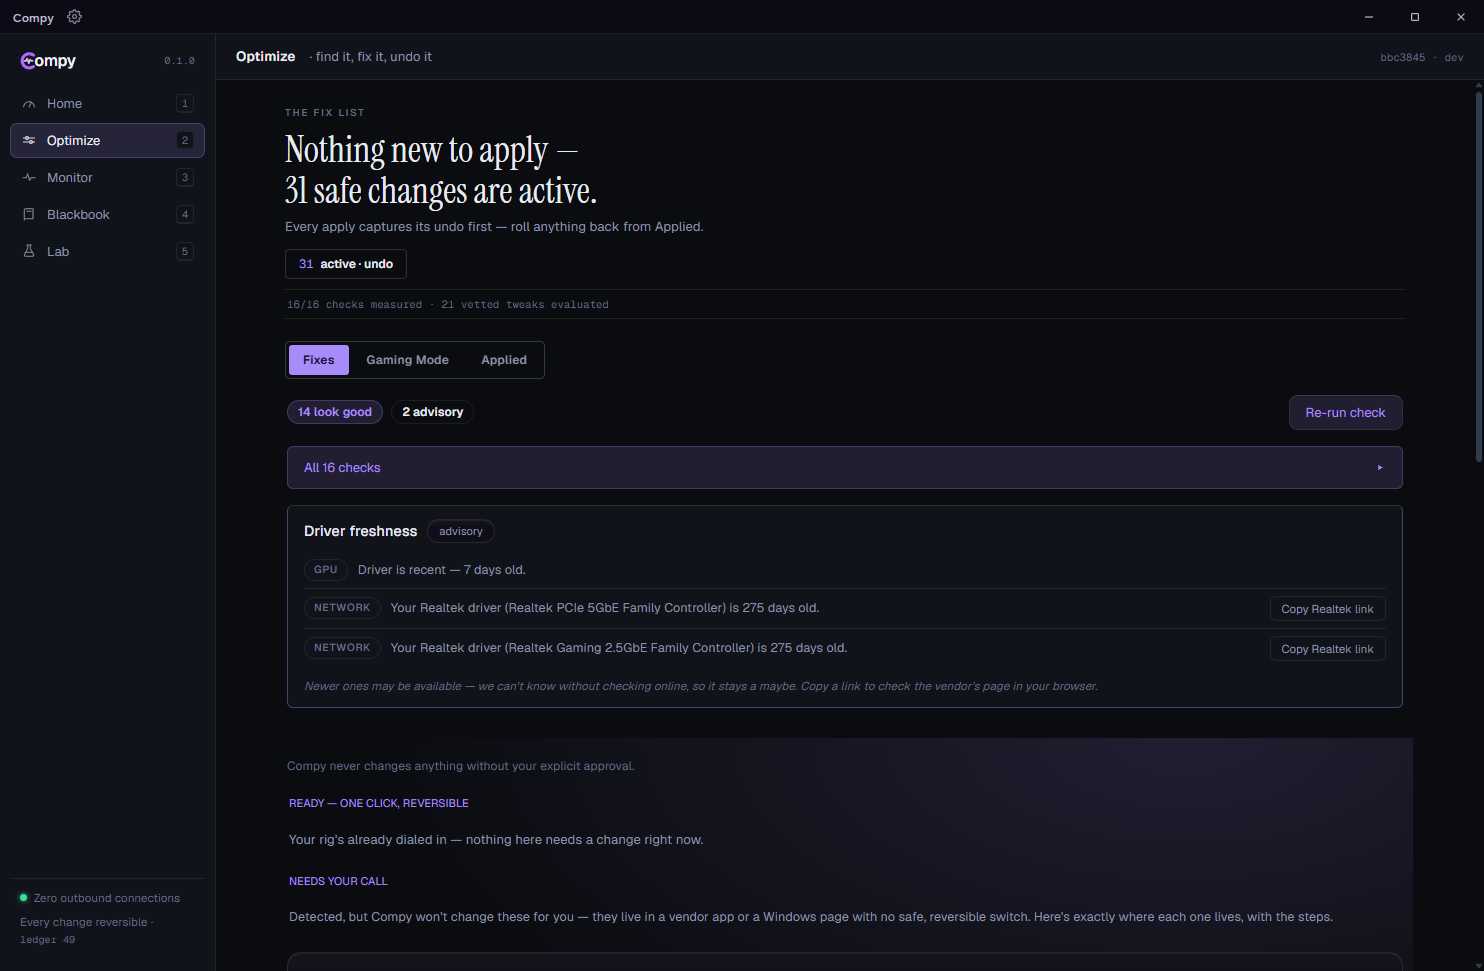 Compy
Compy 0.1.0
Home 1
Optimize 2
Monitor 3
Blackbook 4
Lab 5
Zero outbound connections
Every change reversible ·
ledger 49
Optimize · find it, fix it, undo it
bbc3845 · dev
THE FIX LIST
Nothing new to apply —
31 safe changes are active.
Every apply captures its undo first — roll anything back from Applied.
31 active · undo
16/16 checks measured · 21 vetted tweaks evaluated
Fixes Gaming Mode Applied
14 look good 2 advisory
Re-run check
All 16 checks
Driver freshness advisory
GPU Driver is recent — 7 days old.
NETWORK Your Realtek driver (Realtek PCIe 5GbE Family Controller) is 275 days old. Copy Realtek link
NETWORK Your Realtek driver (Realtek Gaming 2.5GbE Family Controller) is 275 days old. Copy Realtek link
Newer ones may be available — we can't know without checking online, so it stays a maybe. Copy a link to check the vendor's page in your browser.
Compy never changes anything without your explicit approval.
READY — ONE CLICK, REVERSIBLE
Your rig's already dialed in — nothing here needs a change right now.
NEEDS YOUR CALL
Detected, but Compy won't change these for you — they live in a vendor app or a Windows page with no safe, reversible switch. Here's exactly where each one lives, with the steps.